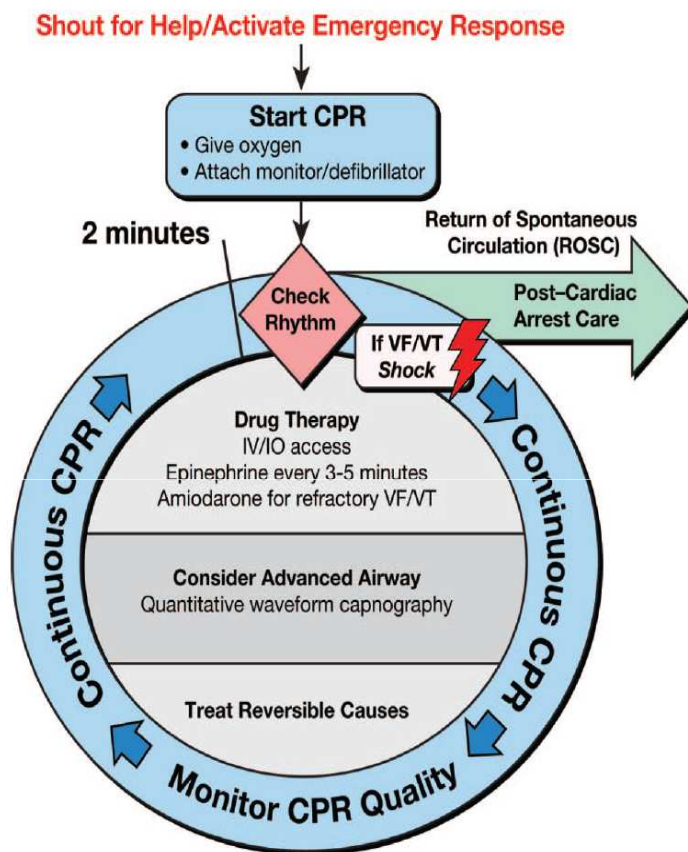 Shout for Help/Activate Emergency Response
Start CPR
• Give oxygen
• Attach monitor/defibrillator
2 minutes
Return of Spontaneous
Circulation (ROSC)
Check
Rhythm
Post–Cardiac
Arrest Care
If VF/VT
Shock
Drug Therapy
IV/IO access
Epinephrine every 3-5 minutes
Amiodarone for refractory VF/VT
Consider Advanced Airway
Quantitative waveform capnography
Treat Reversible Causes
Continuous CPR
Continuous CPR
Monitor CPR Quality